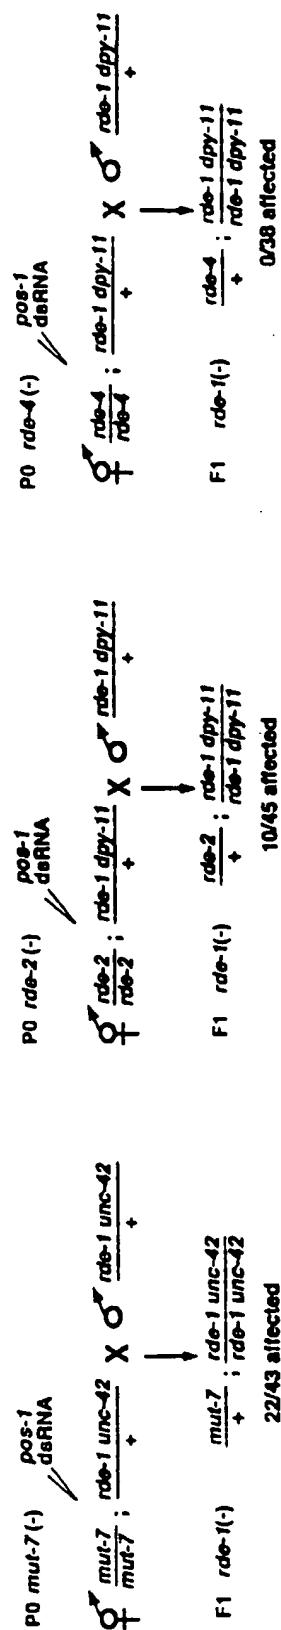 P0 mut-7 (-)
pos-1
dsRNA
mut-7
mut-7
;
rde-1 unc-42
+
X
rde-1 unc-42
+
F1 rde-1(-)
mut-7
+
;
rde-1 unc-42
rde-1 unc-42
22/43 affected
P0 rde-2 (-)
pos-1
dsRNA
rde-2
rde-2
;
rde-1 dpy-11
+
X
rde-1 dpy-11
+
F1 rde-1(-)
rde-2
+
;
rde-1 dpy-11
rde-1 dpy-11
10/45 affected
P0 rde-4 (-)
pos-1
dsRNA
rde-4
rde-4
;
rde-1 dpy-11
+
X
rde-1 dpy-11
+
F1 rde-1(-)
rde-4
+
;
rde-1 dpy-11
rde-1 dpy-11
0/38 affected